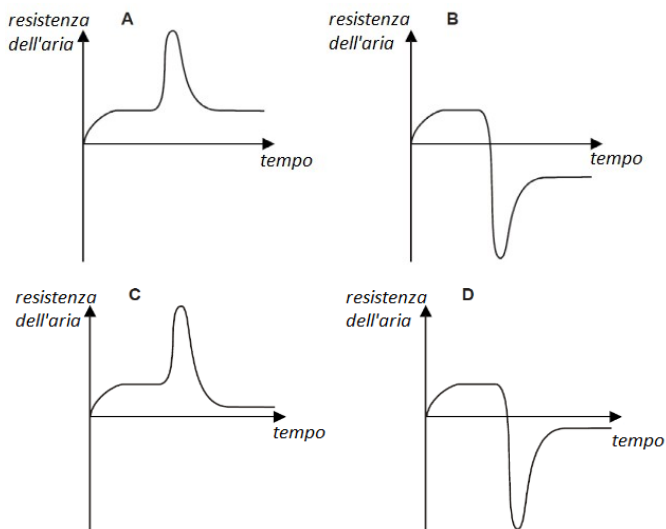 resistenza
dell'aria
A
tempo
resistenza
dell'aria
B
tempo
resistenza
dell'aria
C
tempo
resistenza
dell'aria
D
tempo